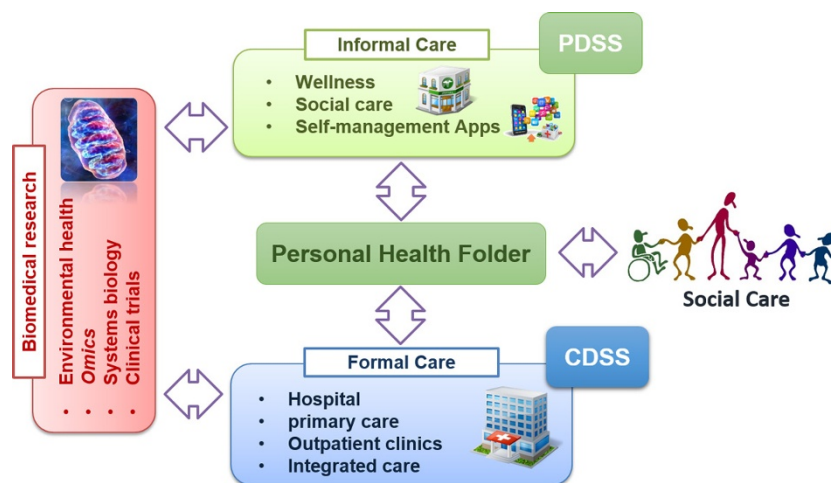 Informal Care
PDSS
• Wellness
• Social care
• Self-management Apps
Biomedical research
• Environmental health
• Omics
• Systems biology
• Clinical trials
Personal Health Folder
Social Care
Formal Care
CDSS
• Hospital
• primary care
• Outpatient clinics
• Integrated care